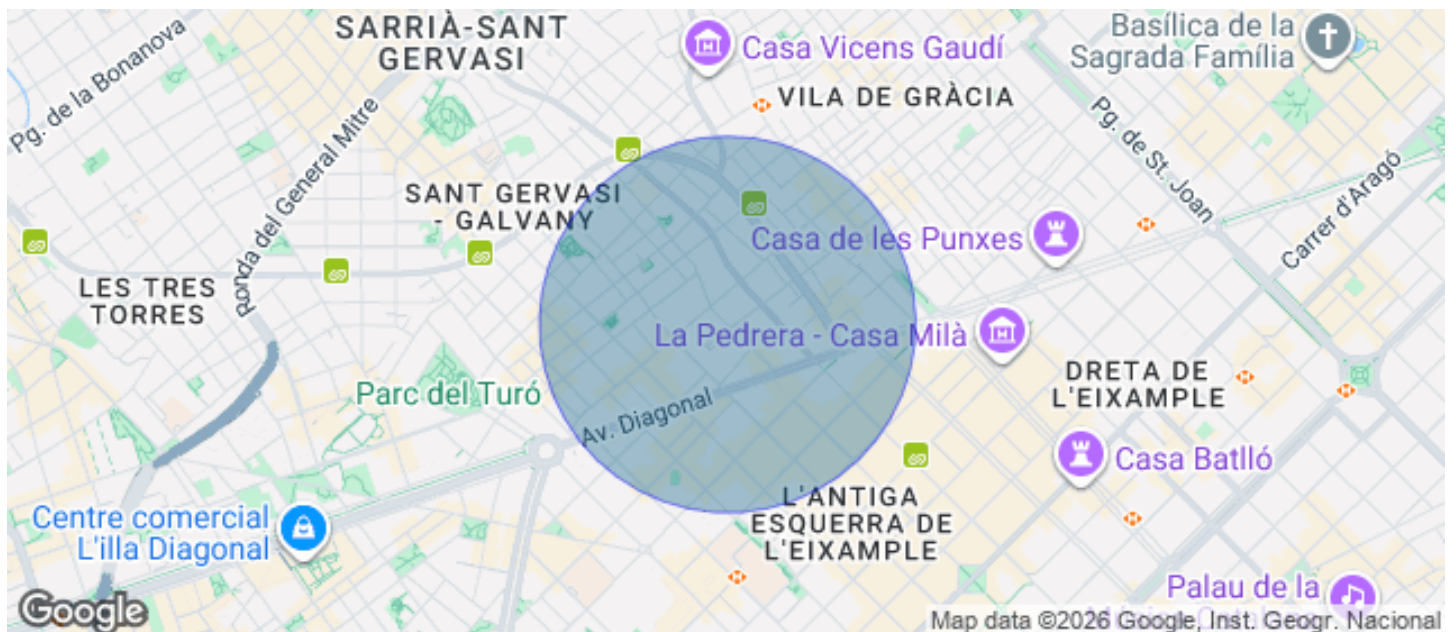 SARRIÀ-SANT
GERVASI
Pg. de la Bonanova
Casa Vicens Gaudí
Basílica de la
Sagrada Família
VILA DE GRÀCIA
Ronda del General Mitre
Pg. de St. Joan
SANT GERVASI
- GALVANY
Carrer d'Aragó
Casa de les Punxes
LES TRES
TORRES
La Pedrera - Casa Milà
Parc del Turó
Av. Diagonal
DRETA DE
L'EIXAMPLE
Casa Batlló
L'ANTIGA
ESQUERRA DE
L'EIXAMPLE
Centre comercial
L'illa Diagonal
Palau de la
Google
Map data ©2026 Google, Inst. Geogr. Nacional